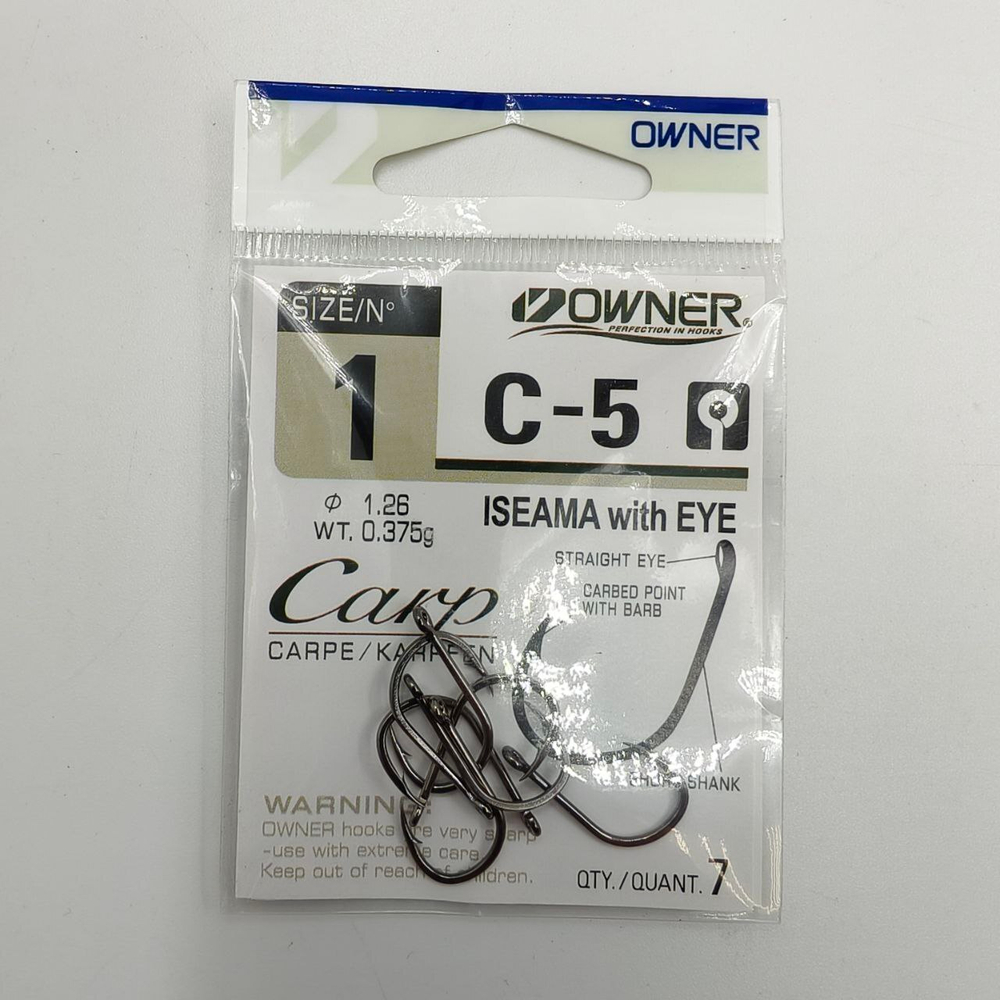 OWNER
SIZE/Nº
1
OWNER®
PERFECTION IN HOOKS
C-5
φ 1.26
WT. 0.375g
ISEAMA with EYE
STRAIGHT EYE
CARBED POINT
WITH BARB
Carp
CARPE/KARPFEN
SHANK
WARNING!
OWNER hooks are very sharp
-use with extreme care.
Keep out of reach of children.
QTY./QUANT. 7